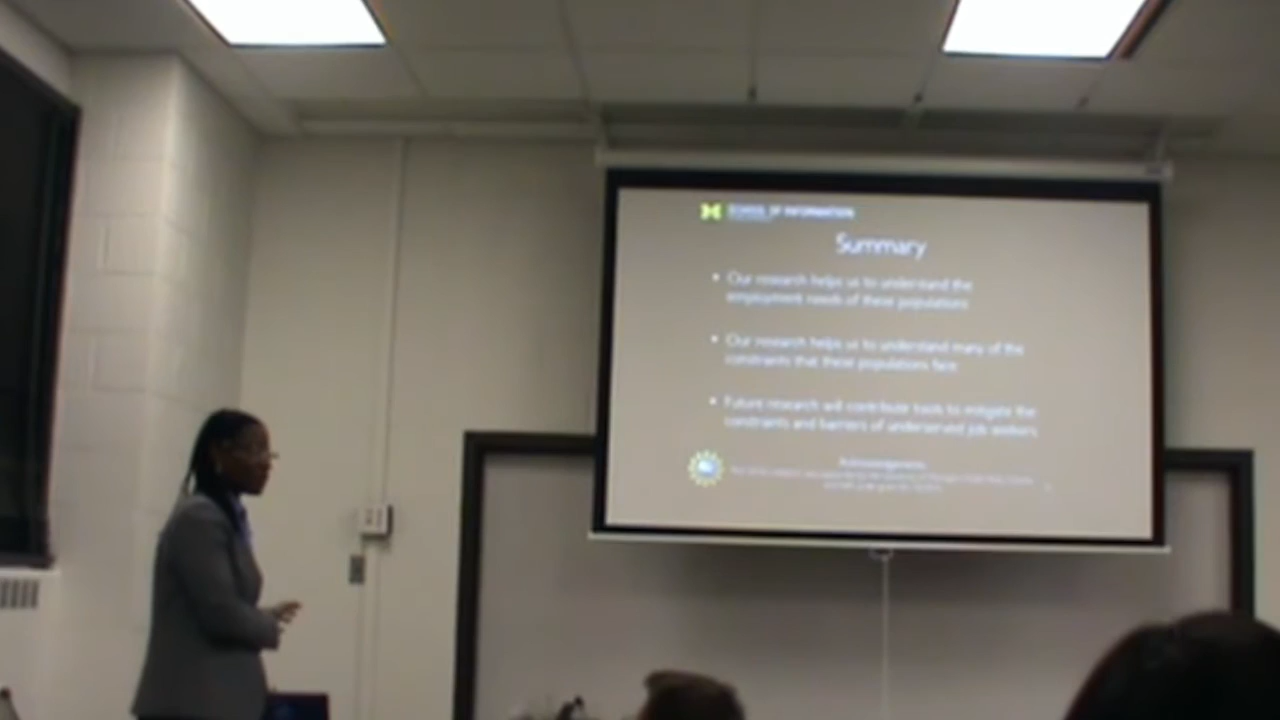 M SCHOOL OF INFORMATION
Summary
• Our research helps us to understand the
employment needs of these populations
• Our research helps us to understand many of the
constraints that these populations face
• Future research will contribute tools to mitigate the
constraints and barriers of underserved job seekers
Acknowledgements